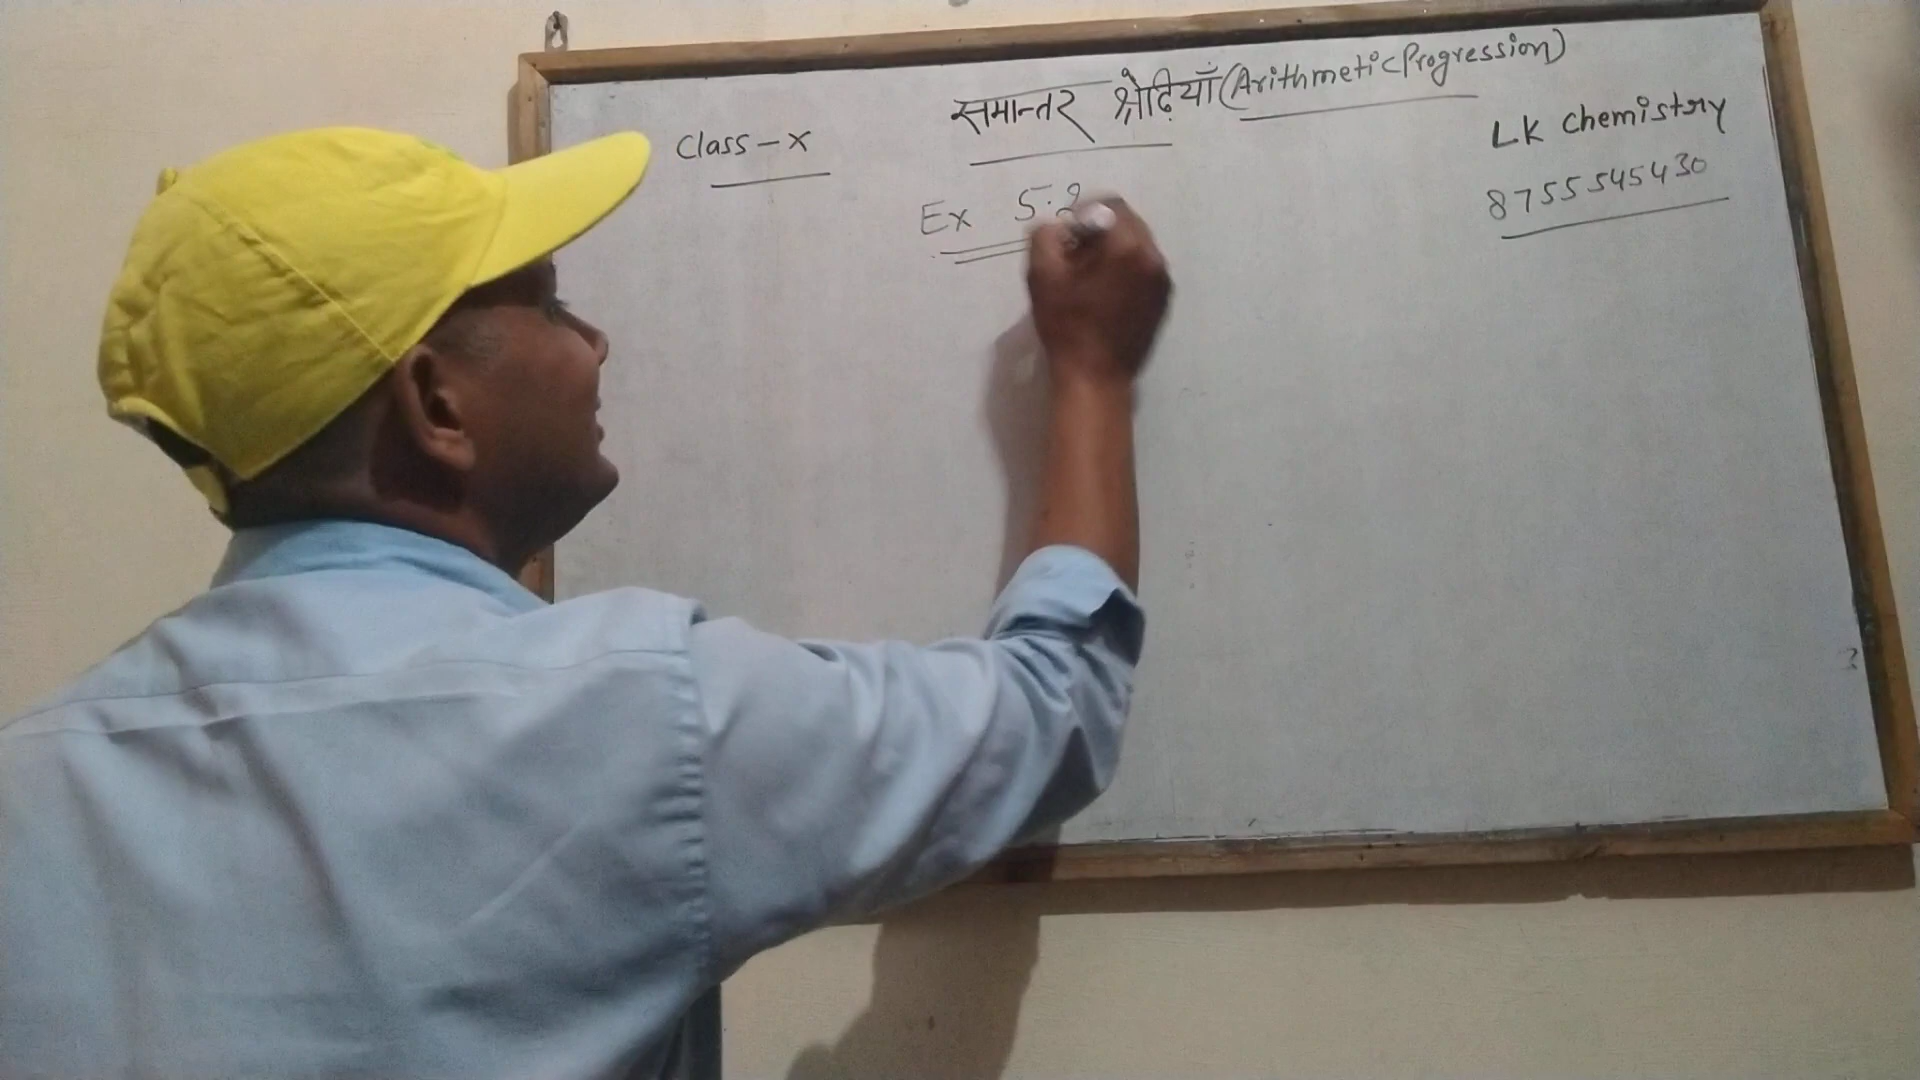 समान्तर श्रेढ़ियाँ (Arithmetic Progression)
Class - X
LK Chemistry
8755545430
Ex 5.2